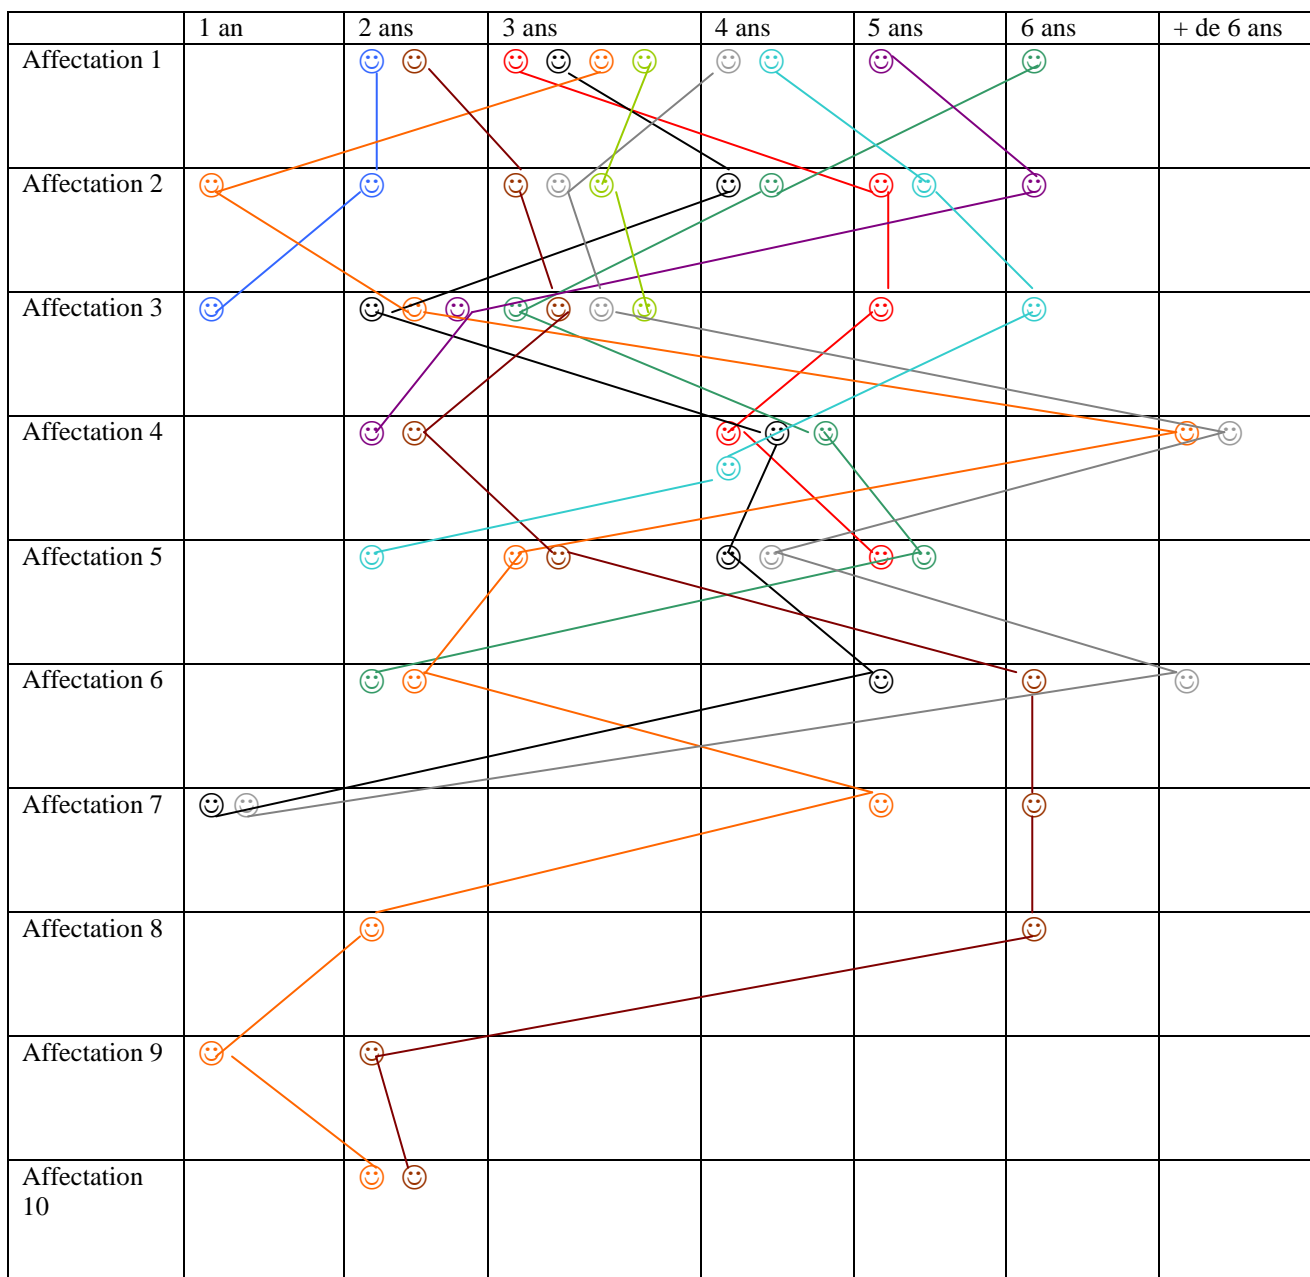 1 an 2 ans 3 ans 4 ans 5 ans 6 ans + de 6 ans
Affectation 1
Affectation 2
Affectation 3
Affectation 4
Affectation 5
Affectation 6
Affectation 7
Affectation 8
Affectation 9
Affectation
10